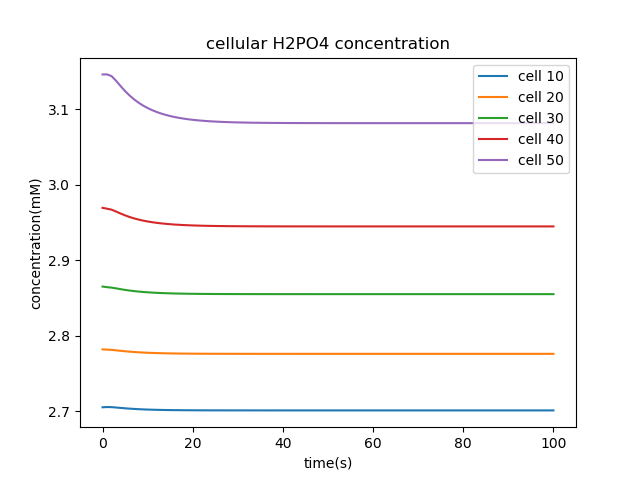 cellular H2PO4 concentration
concentration(mM)
3.1
3.0
2.9
2.8
2.7
cell 10
cell 20
cell 30
cell 40
cell 50
0 20 40 60 80 100
time(s)